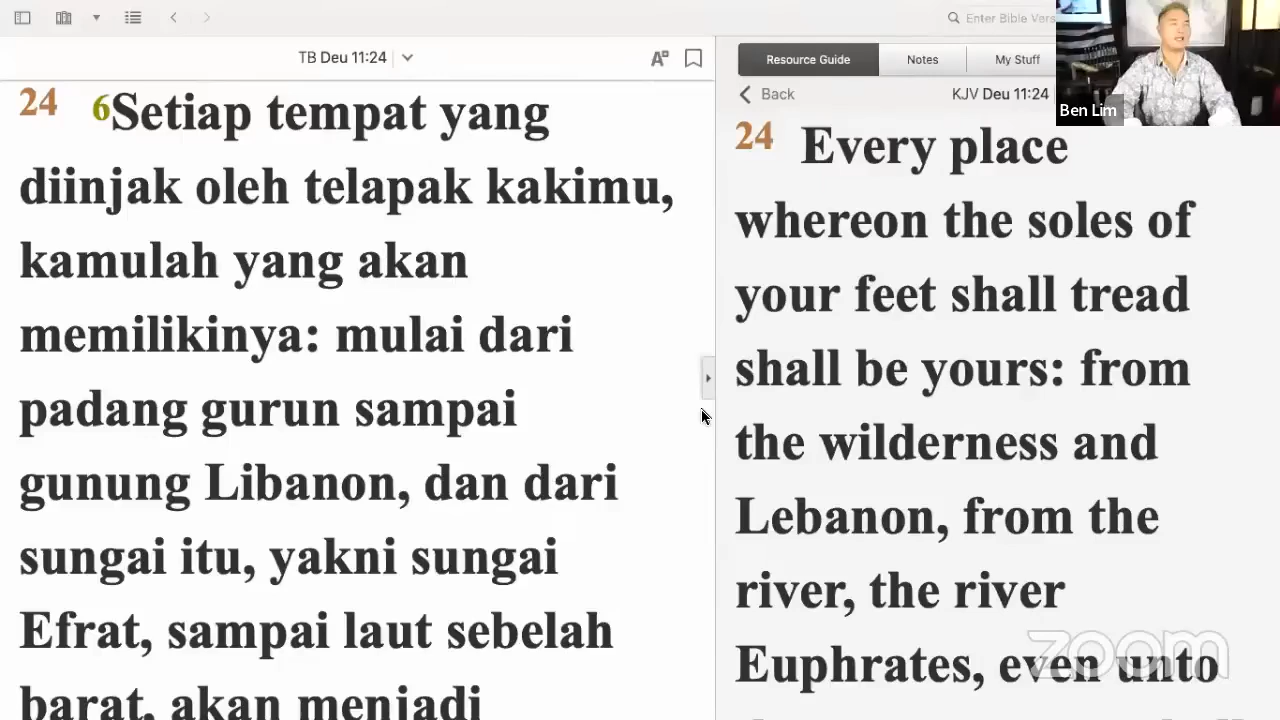 Enter Bible Vers
TB Deu 11:24
A
24 6Setiap tempat yang
diinjak oleh telapak kakimu,
kamulah yang akan
memilikinya: mulai dari
padang gurun sampai
gunung Libanon, dan dari
sungai itu, yakni sungai
Efrat, sampai laut sebelah
barat, akan menjadi
Resource Guide
Notes
My Stuff
Back
KJV Deu 11:24
24 Every place
whereon the soles of
your feet shall tread
shall be yours: from
the wilderness and
Lebanon, from the
river, the river
Euphrates, even unto
Ben Lim
zoom